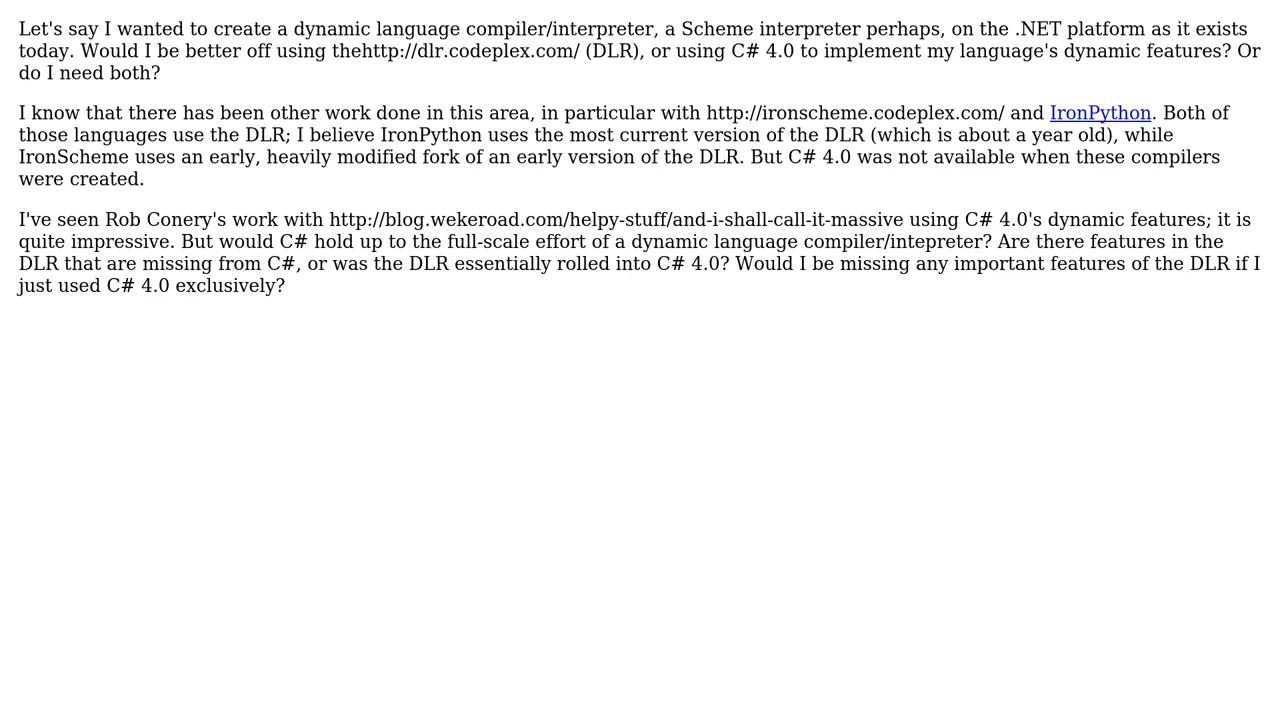 Let's say I wanted to create a dynamic language compiler/interpreter, a Scheme interpreter perhaps, on the .NET platform as it exists
today. Would I be better off using thehttp://dlr.codeplex.com/ (DLR), or using C# 4.0 to implement my language's dynamic features? Or
do I need both?
I know that there has been other work done in this area, in particular with http://ironscheme.codeplex.com/ and IronPython. Both of
those languages use the DLR; I believe IronPython uses the most current version of the DLR (which is about a year old), while
IronScheme uses an early, heavily modified fork of an early version of the DLR. But C# 4.0 was not available when these compilers
were created.
I've seen Rob Conery's work with http://blog.wekeroad.com/helpy-stuff/and-i-shall-call-it-massive using C# 4.0's dynamic features; it is
quite impressive. But would C# hold up to the full-scale effort of a dynamic language compiler/intepreter? Are there features in the
DLR that are missing from C#, or was the DLR essentially rolled into C# 4.0? Would I be missing any important features of the DLR if I
just used C# 4.0 exclusively?